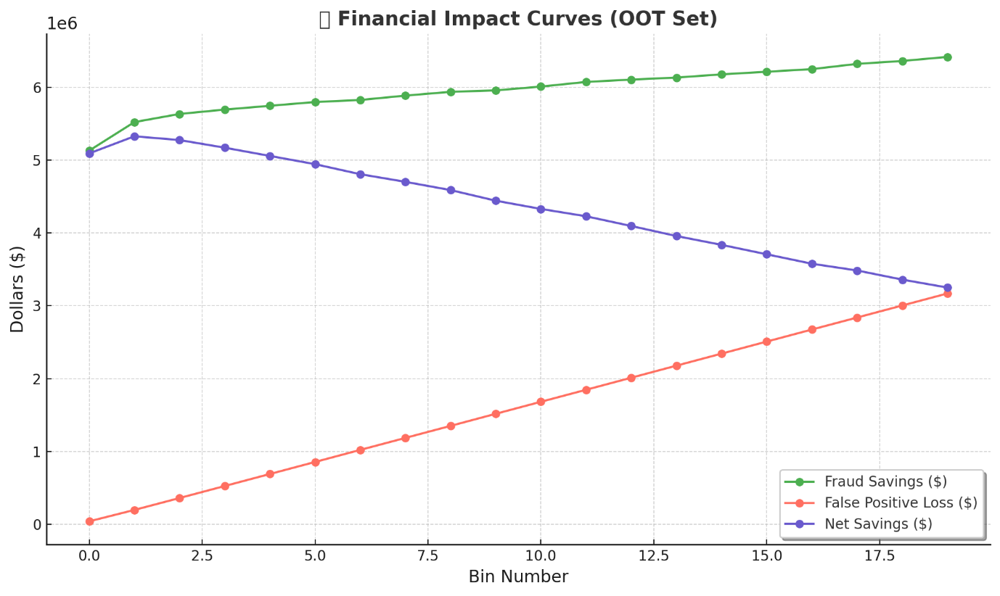 Financial Impact Curves (OOT Set)
1e6
6
5
4
3
2
1
0
Dollars ($)
0.0 2.5 5.0 7.5 10.0 12.5 15.0 17.5
Bin Number
Fraud Savings ($)
False Positive Loss ($)
Net Savings ($)